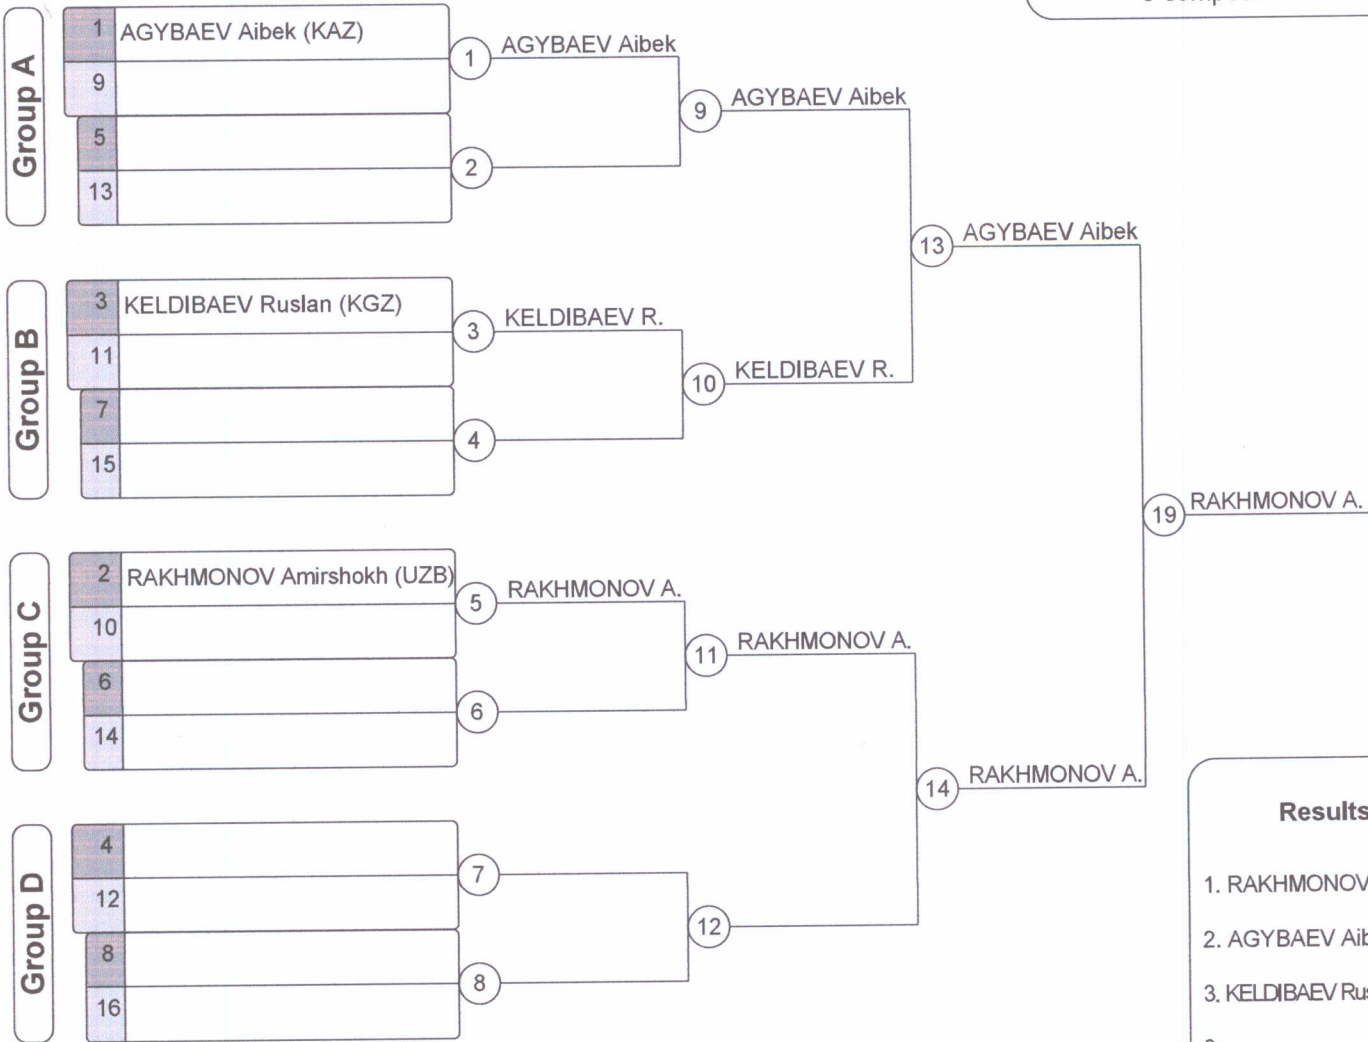 Group A
1 AGYBAEV Aibek (KAZ)
9
5
13
1 AGYBAEV Aibek
2
9 AGYBAEV Aibek
Group B
3 KELDIBAEV Ruslan (KGZ)
11
7
15
3 KELDIBAEV R.
4
10 KELDIBAEV R.
13 AGYBAEV Aibek
Group C
2 RAKHMONOV Amirshokh (UZB)
10
6
14
5 RAKHMONOV A.
6
11 RAKHMONOV A.
Group D
4
12
8
16
7
8
12
14 RAKHMONOV A.
19 RAKHMONOV A.
Results
1. RAKHMONOV
2. AGYBAEV
3. KELDIBAEV